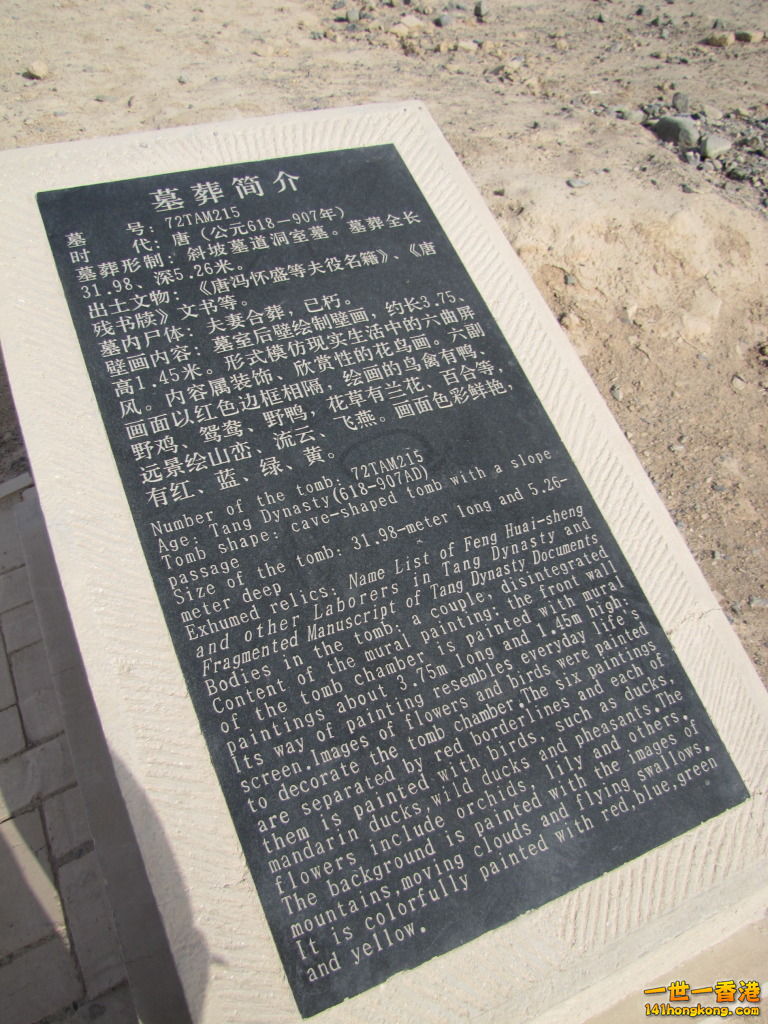 墓葬简介
墓 号：72TAM215
时 代：唐（公元618－907年）
墓葬形制：斜坡墓道洞室墓。墓葬全长
31.98、深5.26米。
出土文物：《唐冯怀盛等夫役名籍》、《唐
残书牍》文书等。
墓内尸体：夫妻合葬，已朽。
壁画内容：墓室后壁绘制壁画，约长3.75、
高1.45米。形式模仿现实生活中的六曲屏
风。内容属装饰、欣赏性的花鸟画。六副
画面以红色边框相隔，绘画的鸟禽有鸭、
野鸡、鸳鸯、野鸭，花草有兰花、百合等，
远景绘山峦、流云、飞燕。画面色彩鲜艳，
有红、蓝、绿、黄。
Number of the tomb: 72TAM215
Age: Tang Dynasty(618-907AD)
Tomb shape: cave-shaped tomb with a slope
passage
Size of the tomb: 31.98-meter long and 5.26-
meter deep
Exhumed relics: Name List of Feng Huai-sheng
and other Laborers in Tang Dynasty and
Fragmented Manuscript of Tang Dynasty Documents
Bodies in the tomb: a couple, disintegrated
Content of the mural painting: the front wall
of the tomb chamber is painted with mural
paintings about 3.75m long and 1.45m high.
Its way of painting resembles everyday life's
screen.Images of flowers and birds were painted
to decorate the tomb chamber.The six paintings
are separated by red borderlines and each of
them is painted with birds, such as ducks,
mandarin ducks,wild ducks and pheasants.The
flowers include orchids, lily and others.
The background is painted with the images of
mountains,moving clouds and flying swallows.
It is colorfully painted with red,blue,green
and yellow.
一世一香港
141hongkong.com